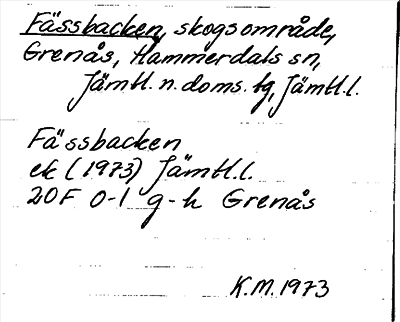 Fässbacken, skogsområde,
Grenås, Hammerdals sn,
Jämtl. n. doms. tg, Jämtl.l.
Fässbacken
ek (1973) Jämtl.l.
20F 0-1 g-h Grenås
K.M. 1973